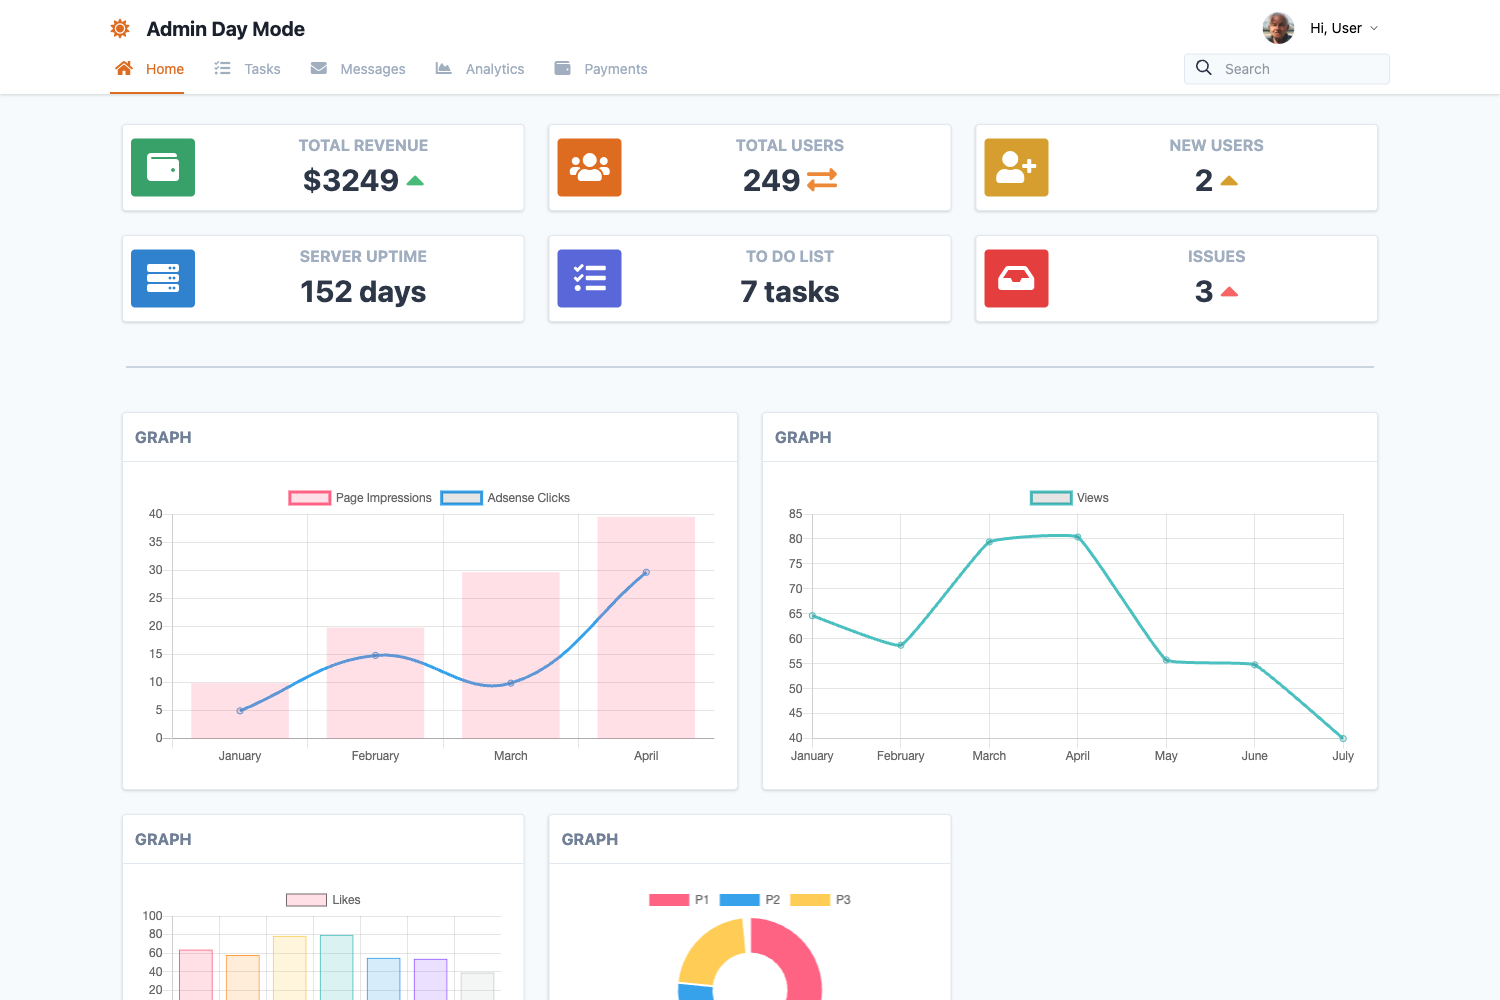 Admin Day Mode
Hi, User
Home
Tasks
Messages
Analytics
Payments
Search
TOTAL REVENUE
$3249
TOTAL USERS
249
NEW USERS
2
SERVER UPTIME
152 days
TO DO LIST
7 tasks
ISSUES
3
GRAPH
Page Impressions
Adsense Clicks
40
35
30
25
20
15
10
5
0
January
February
March
April
GRAPH
Views
85
80
75
70
65
60
55
50
45
40
January
February
March
April
May
June
July
GRAPH
Likes
100
80
60
40
20
GRAPH
P1
P2
P3